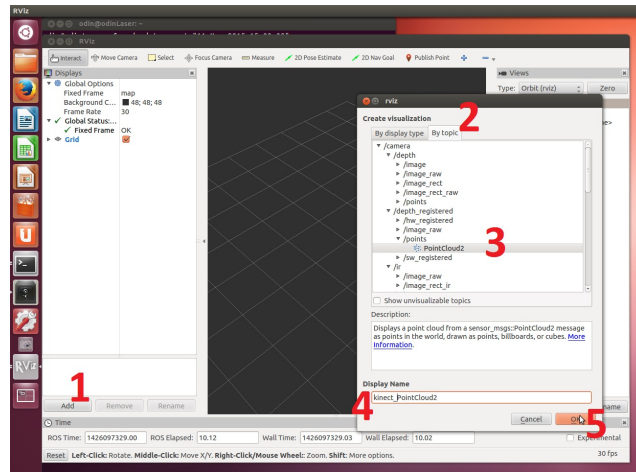 RViz
odin@odinLaser: ~
RViz
Interact Move Camera Select Focus Camera Measure 2D Pose Estimate 2D Nav Goal Publish Point
Displays
Global Options
Fixed Frame map
Background C... 48; 48; 48
Frame Rate 30
Global Status:...
Fixed Frame OK
Grid
Views
Type: Orbit (rviz) Zero
rviz
Create visualization
2
By display type By topic
/camera
/depth
/image
/image_raw
/image_rect
/image_rect_raw
/points
/depth_registered
/hw_registered
/image_raw
/points
PointCloud2
3
/sw_registered
/ir
/image_raw
/image_rect_ir
Show unvisualizable topics
Description:
Displays a point cloud from a sensor_msgs::PointCloud2 message
as points in the world, drawn as points, billboards, or cubes. More
Information.
Display Name
4
kinect_PointCloud2
Cancel OK
5
1
Add Remove Rename
Time
ROS Time: 1426097329.00 ROS Elapsed: 10.12 Wall Time: 1426097329.03 Wall Elapsed: 10.02 Experimental
Reset Left-Click: Rotate. Middle-Click: Move X/Y. Right-Click/Mouse Wheel: Zoom. Shift: More options. 30 fps